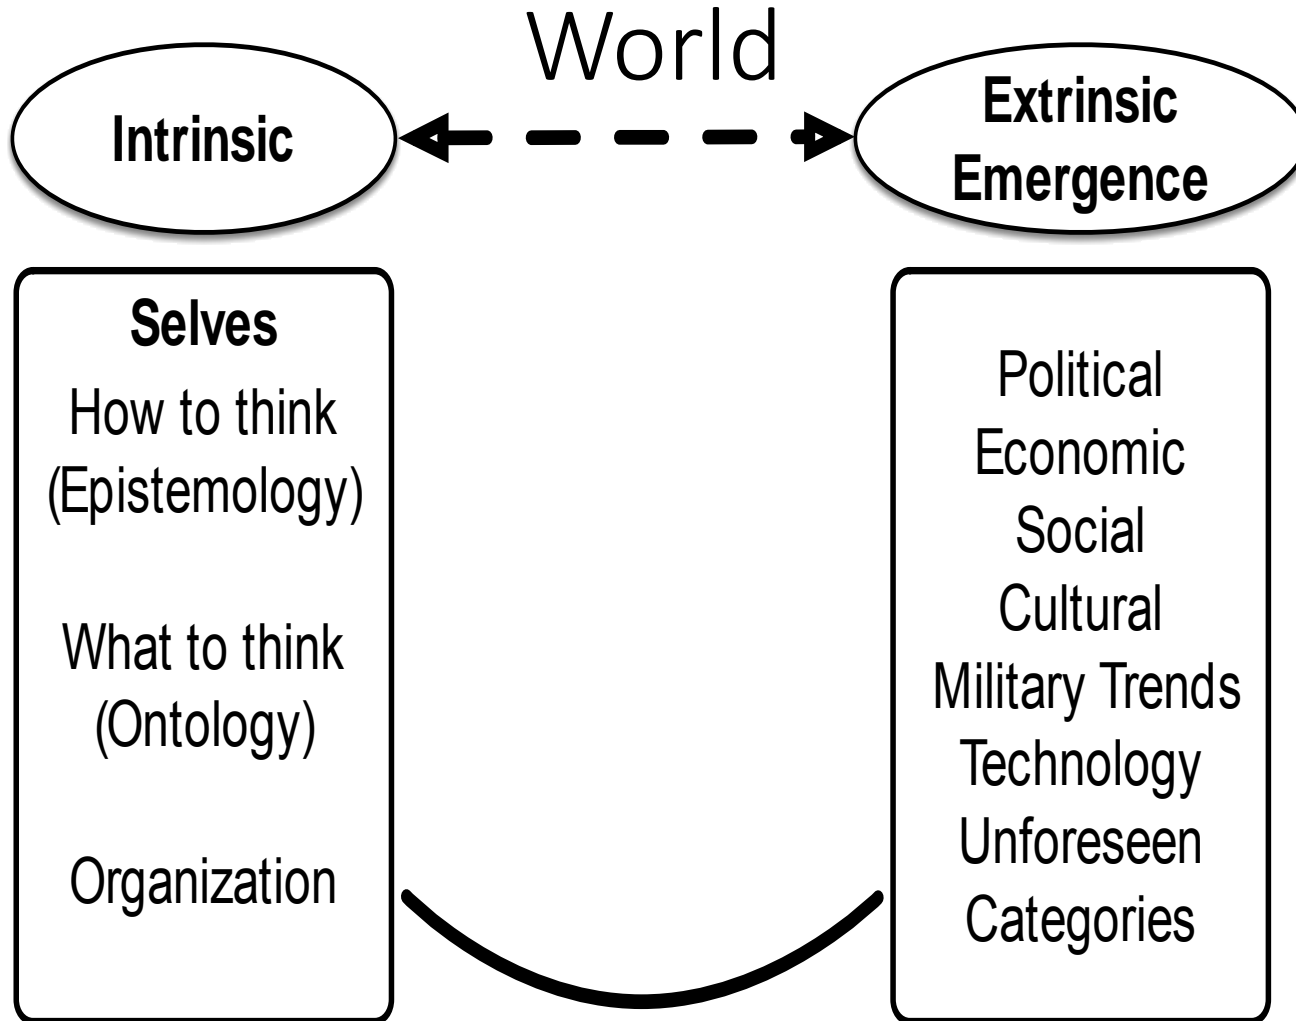 World
Intrinsic
Extrinsic
Emergence
Selves
How to think
(Epistemology)
What to think
(Ontology)
Organization
Political
Economic
Social
Cultural
Military Trends
Technology
Unforeseen
Categories